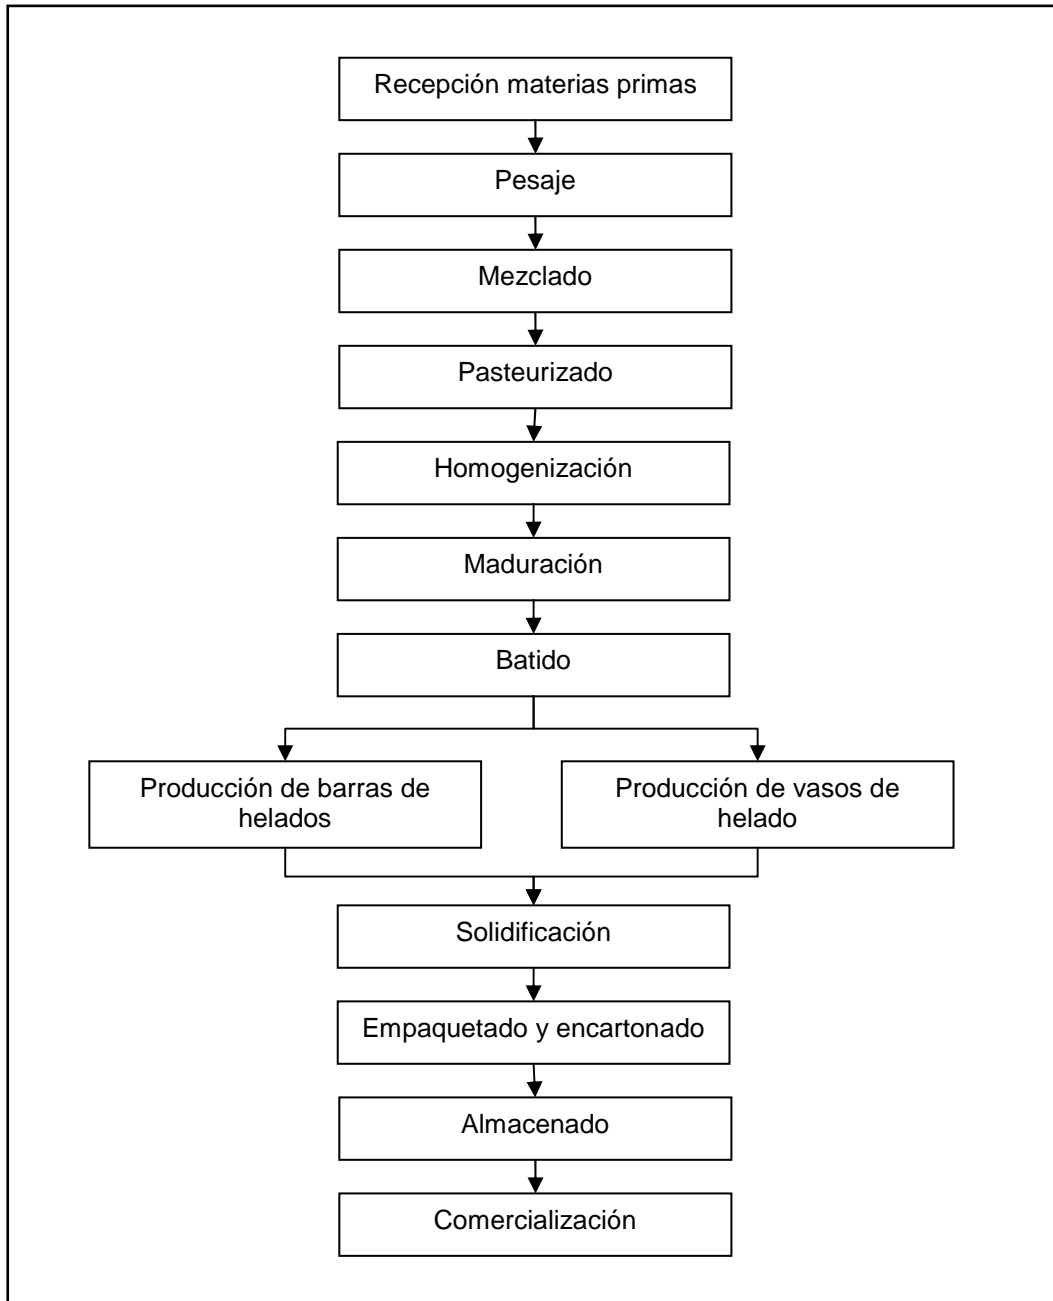 Recepción materias primas
Pesaje
Mezclado
Pasteurizado
Homogenización
Maduración
Batido
Producción de barras de
helados
Producción de vasos de
helado
Solidificación
Empaquetado y encartonado
Almacenado
Comercialización